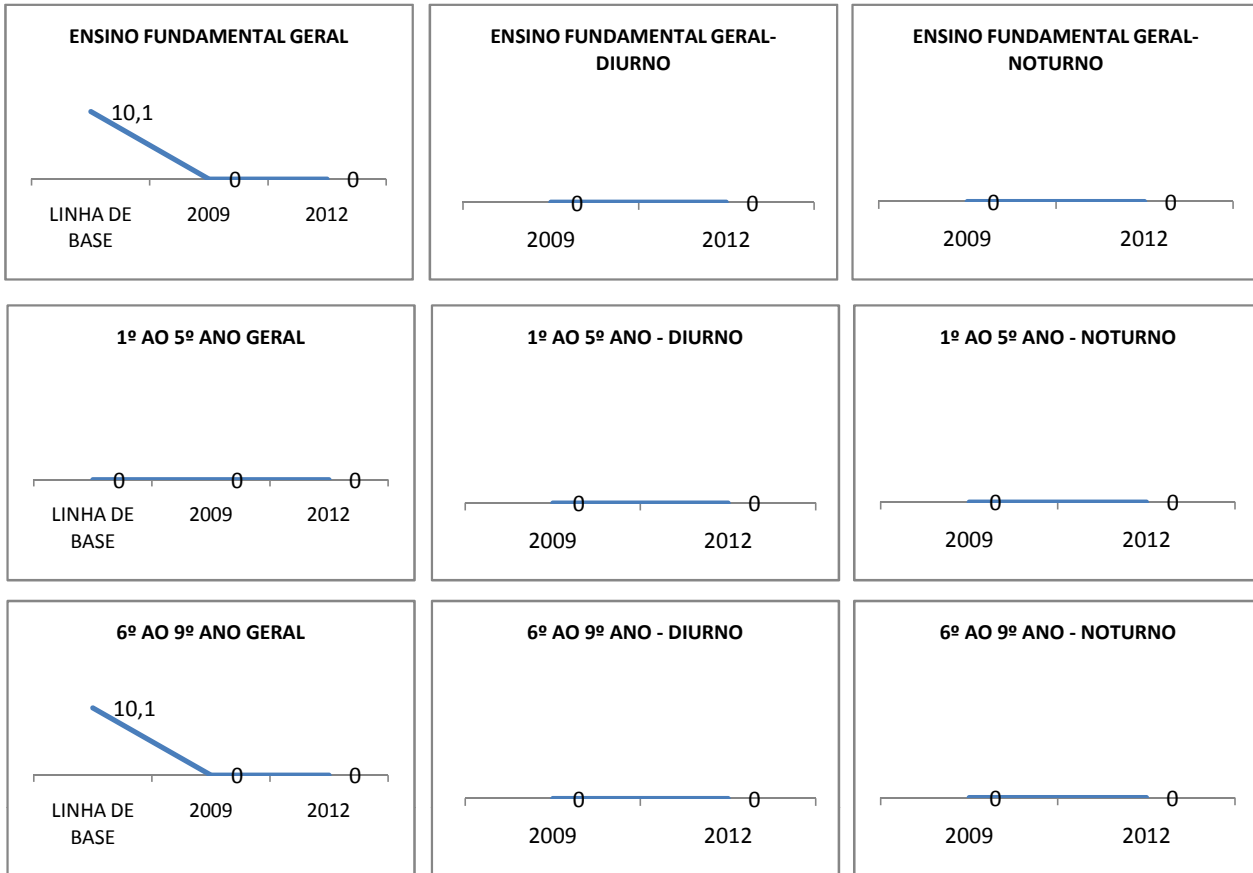 ENSINO FUNDAMENTAL GERAL
10,1
0
0
LINHA DE
BASE
2009
2012
ENSINO FUNDAMENTAL GERAL-
DIURNO
0
0
2009
2012
ENSINO FUNDAMENTAL GERAL-
NOTURNO
0
0
2009
2012
1º AO 5º ANO GERAL
0
0
0
LINHA DE
BASE
2009
2012
1º AO 5º ANO - DIURNO
0
0
2009
2012
1º AO 5º ANO - NOTURNO
0
0
2009
2012
6º AO 9º ANO GERAL
10,1
0
0
LINHA DE
BASE
2009
2012
6º AO 9º ANO - DIURNO
0
0
2009
2012
6º AO 9º ANO - NOTURNO
0
0
2009
2012